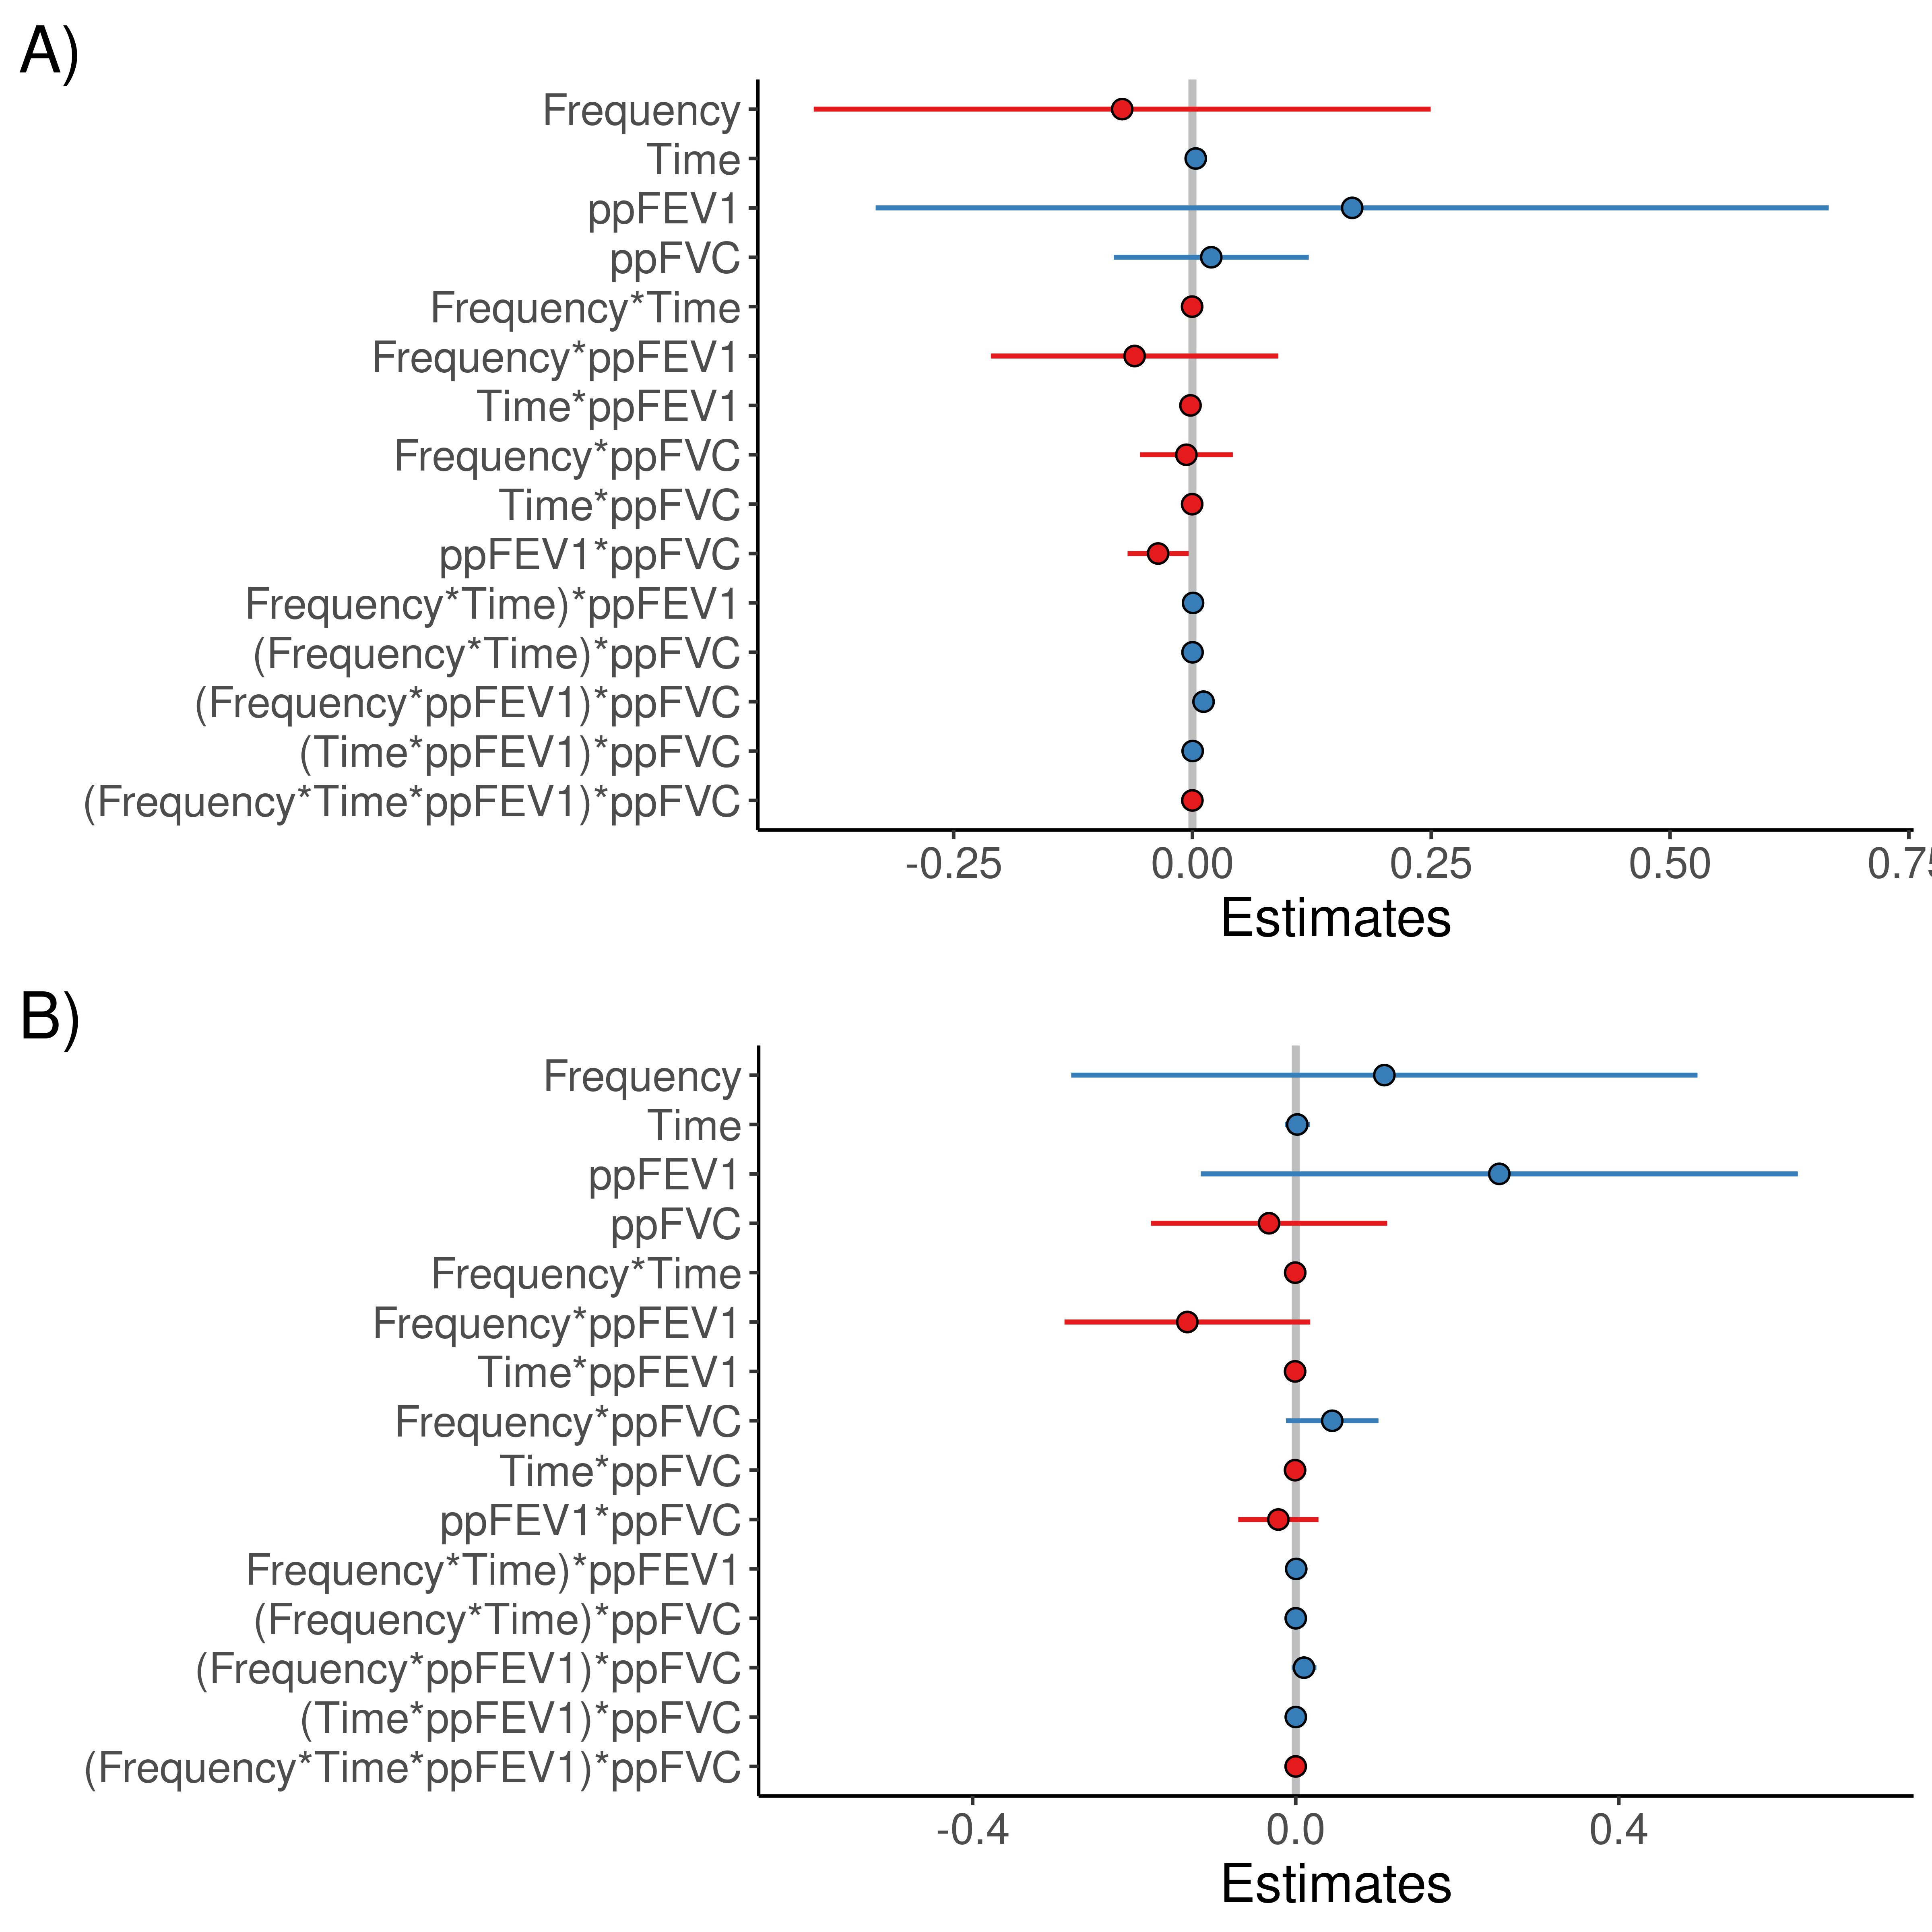 A)
Frequency
Time
ppFEV1
ppFVC
Frequency*Time
Frequency*ppFEV1
Time*ppFEV1
Frequency*ppFVC
Time*ppFVC
ppFEV1*ppFVC
Frequency*Time)*ppFEV1
(Frequency*Time)*ppFVC
(Frequency*ppFEV1)*ppFVC
(Time*ppFEV1)*ppFVC
(Frequency*Time*ppFEV1)*ppFVC
-0.25 0.00 0.25 0.50 0.75
Estimates
B)
Frequency
Time
ppFEV1
ppFVC
Frequency*Time
Frequency*ppFEV1
Time*ppFEV1
Frequency*ppFVC
Time*ppFVC
ppFEV1*ppFVC
Frequency*Time)*ppFEV1
(Frequency*Time)*ppFVC
(Frequency*ppFEV1)*ppFVC
(Time*ppFEV1)*ppFVC
(Frequency*Time*ppFEV1)*ppFVC
-0.4 0.0 0.4
Estimates